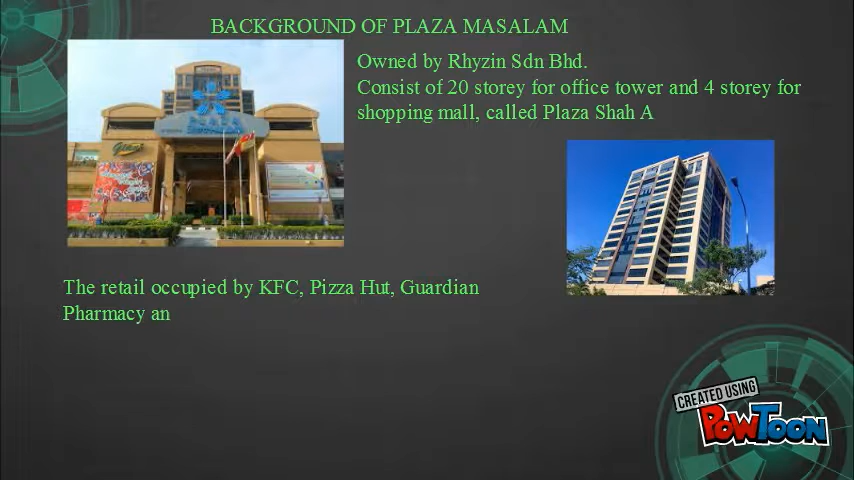 BACKGROUND OF PLAZA MASALAM
Owned by Rhyzin Sdn Bhd.
Consist of 20 storey for office tower and 4 storey for
shopping mall, called Plaza Shah A
The retail occupied by KFC, Pizza Hut, Guardian
Pharmacy an
CREATED USING
POWTOON